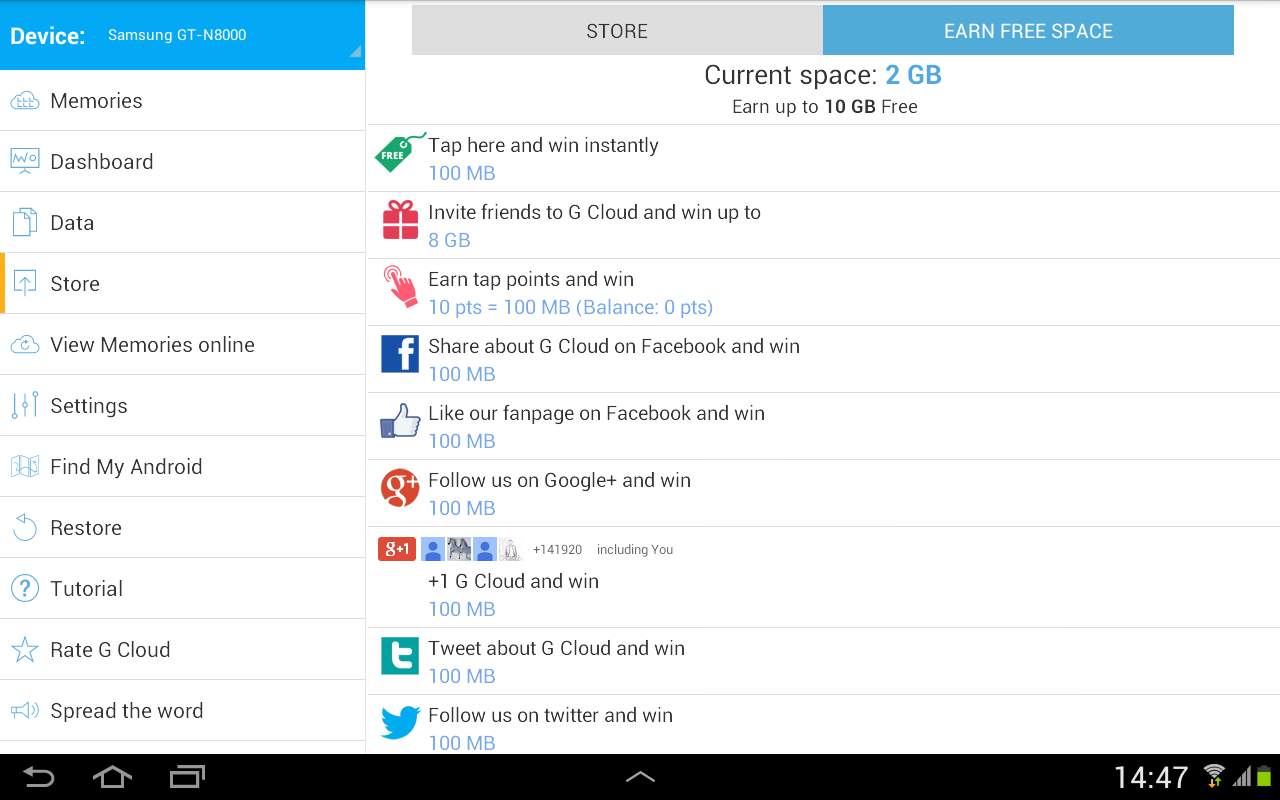 Device: Samsung GT-N8000
Memories
Dashboard
Data
Store
View Memories online
Settings
Find My Android
Restore
? Tutorial
Rate G Cloud
Spread the word
STORE
EARN FREE SPACE
Current space: 2 GB
Earn up to 10 GB Free
FREE
Tap here and win instantly
100 MB
Invite friends to G Cloud and win up to
8 GB
Earn tap points and win
10 pts = 100 MB (Balance: 0 pts)
f
Share about G Cloud on Facebook and win
100 MB
Like our fanpage on Facebook and win
100 MB
g+
Follow us on Google+ and win
100 MB
g+1 +141920 including You
+1 G Cloud and win
100 MB
t
Tweet about G Cloud and win
100 MB
Follow us on twitter and win
100 MB
14:47